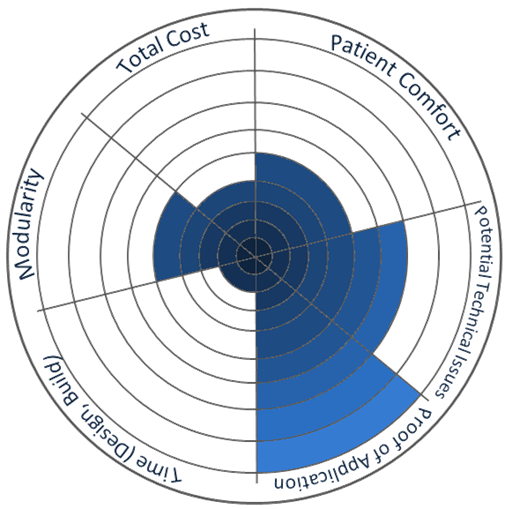 Total Cost
Patient Comfort
Potential Technical Issues
Proof of Application
Time (Design, Build)
Modularity